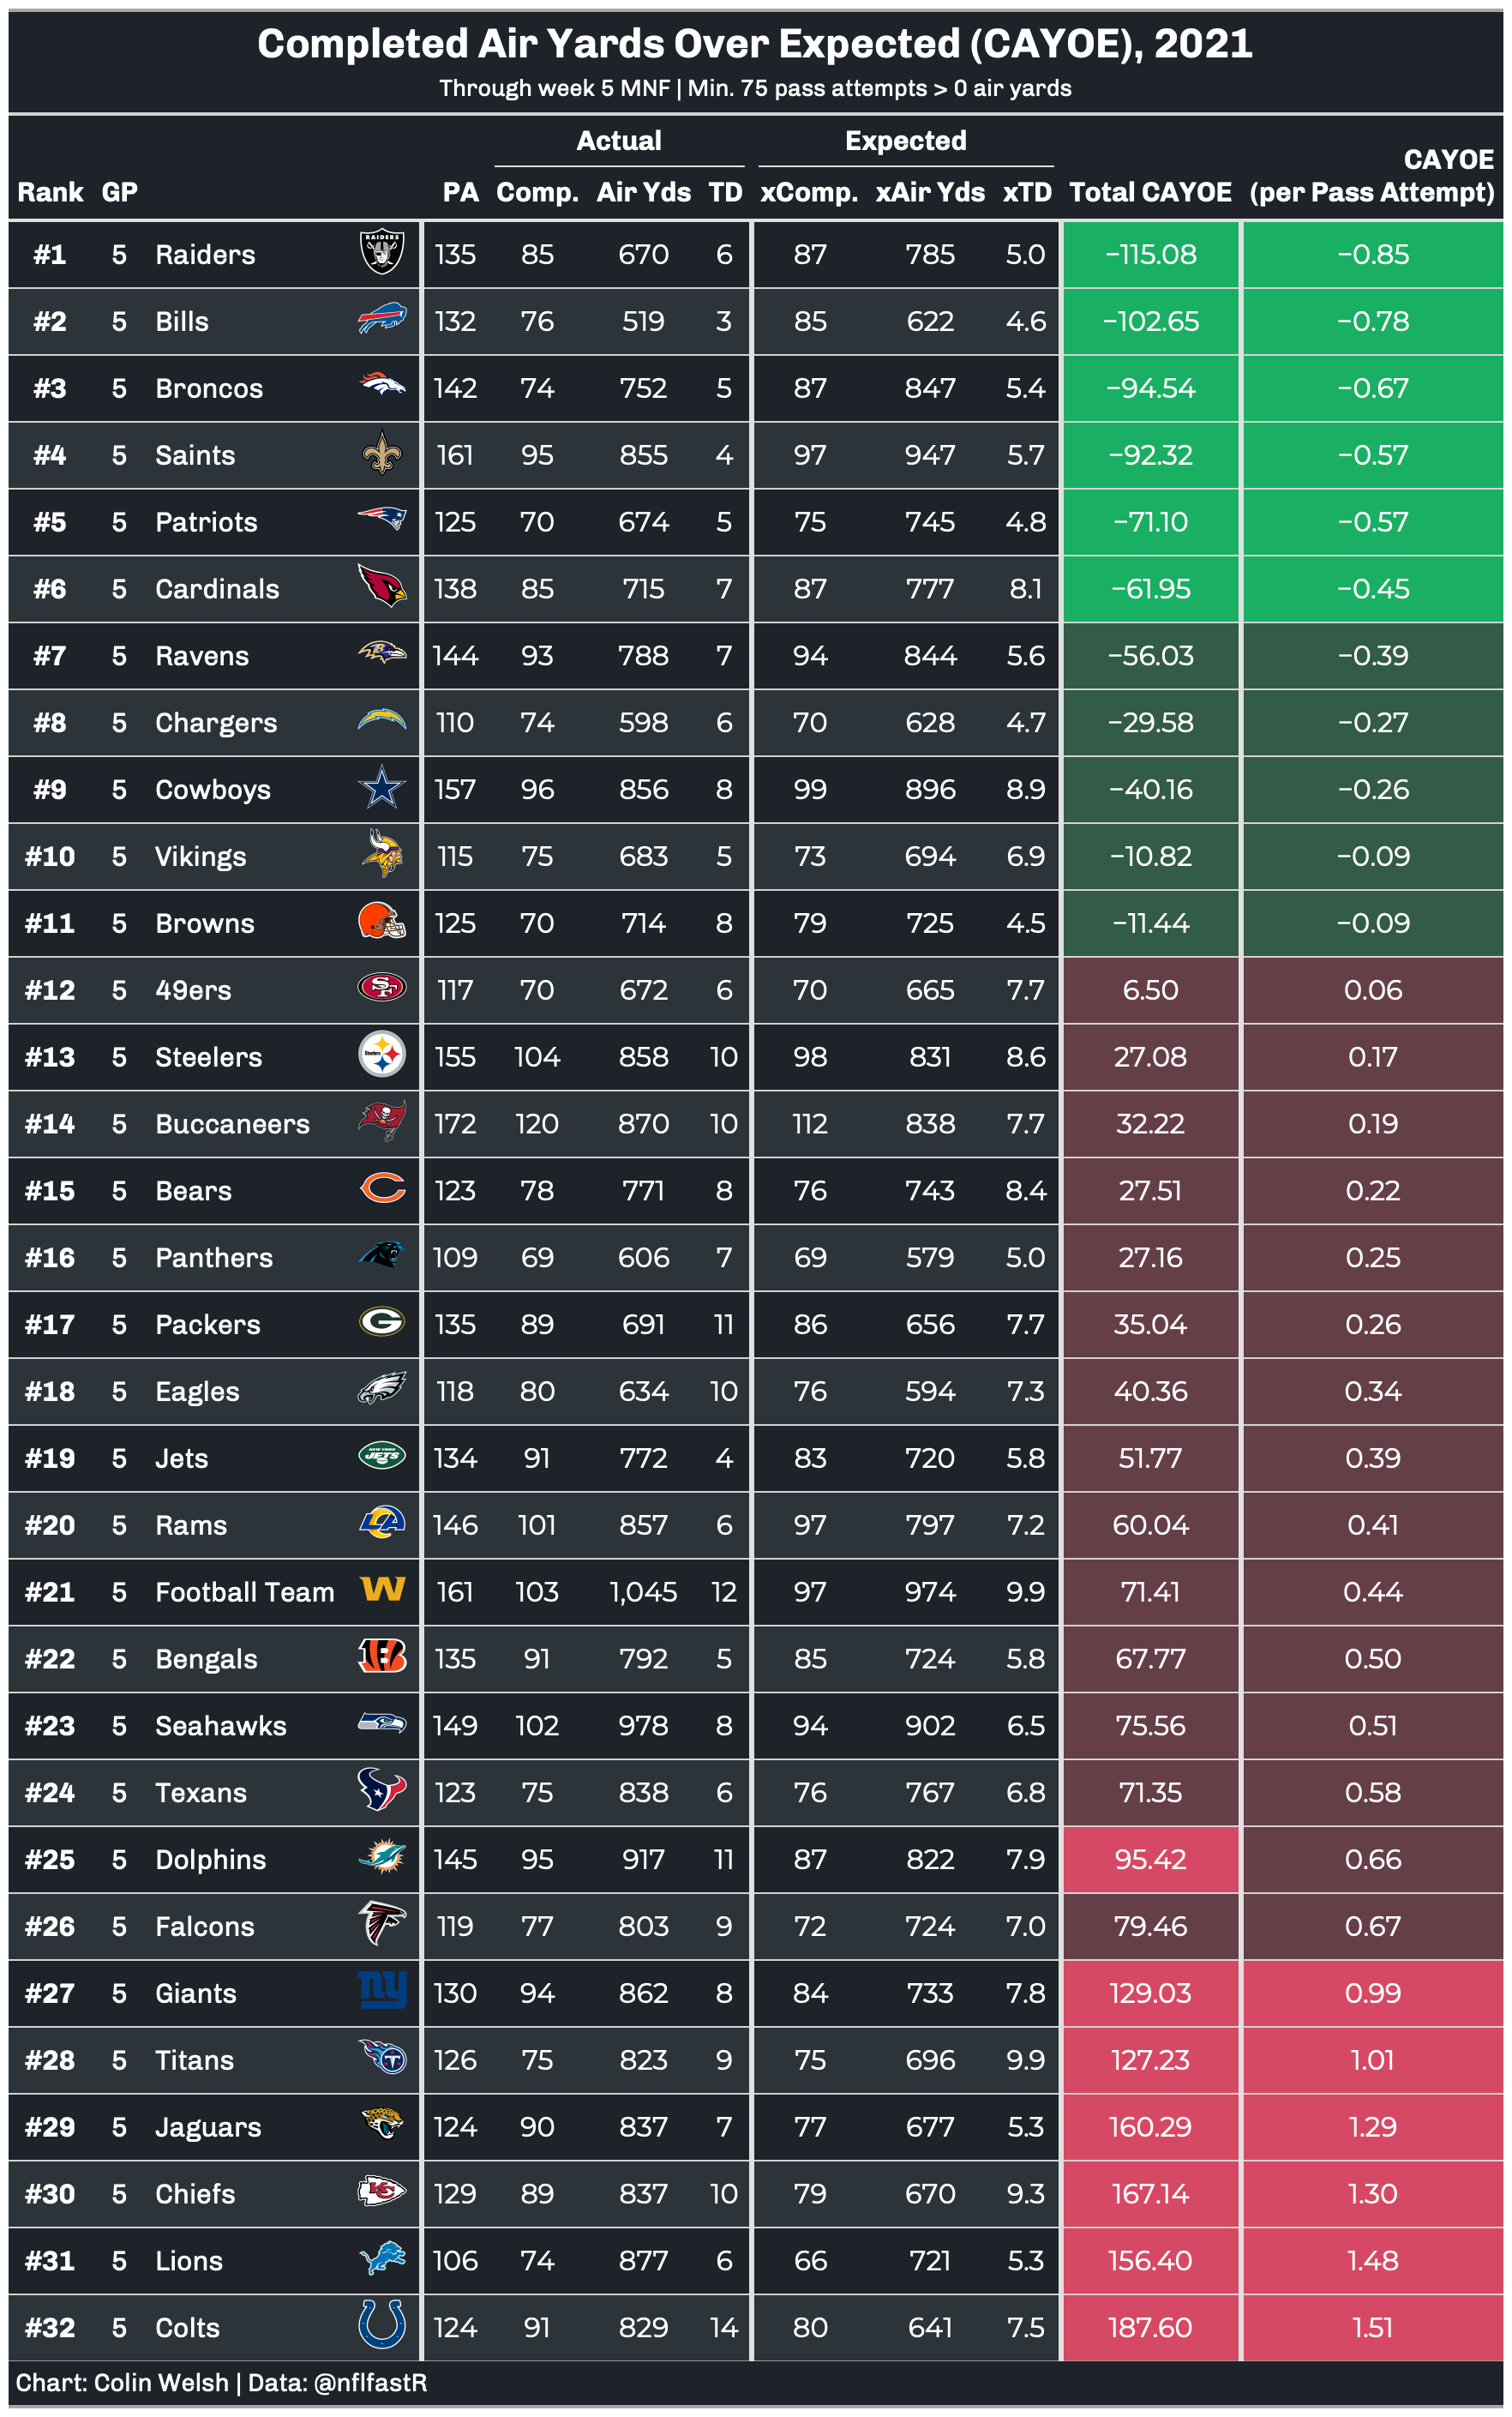 Completed Air Yards Over Expected (CAYOE), 2021
Through week 5 MNF | Min. 75 pass attempts > 0 air yards
Actual Expected
Rank GP PA Comp. Air Yds TD xComp. xAir Yds xTD Total CAYOE CAYOE (per Pass Attempt)
#1 5 Raiders RAIDERS 135 85 670 6 87 785 5.0 −115.08 −0.85
#2 5 Bills 132 76 519 3 85 622 4.6 −102.65 −0.78
#3 5 Broncos 142 74 752 5 87 847 5.4 −94.54 −0.67
#4 5 Saints 161 95 855 4 97 947 5.7 −92.32 −0.57
#5 5 Patriots 125 70 674 5 75 745 4.8 −71.10 −0.57
#6 5 Cardinals 138 85 715 7 87 777 8.1 −61.95 −0.45
#7 5 Ravens B 144 93 788 7 94 844 5.6 −56.03 −0.39
#8 5 Chargers 110 74 598 6 70 628 4.7 −29.58 −0.27
#9 5 Cowboys 157 96 856 8 99 896 8.9 −40.16 −0.26
#10 5 Vikings 115 75 683 5 73 694 6.9 −10.82 −0.09
#11 5 Browns 125 70 714 8 79 725 4.5 −11.44 −0.09
#12 5 49ers SF 117 70 672 6 70 665 7.7 6.50 0.06
#13 5 Steelers Steelers 155 104 858 10 98 831 8.6 27.08 0.17
#14 5 Buccaneers 172 120 870 10 112 838 7.7 32.22 0.19
#15 5 Bears C 123 78 771 8 76 743 8.4 27.51 0.22
#16 5 Panthers 109 69 606 7 69 579 5.0 27.16 0.25
#17 5 Packers G 135 89 691 11 86 656 7.7 35.04 0.26
#18 5 Eagles 118 80 634 10 76 594 7.3 40.36 0.34
#19 5 Jets NEW YORK JETS 134 91 772 4 83 720 5.8 51.77 0.39
#20 5 Rams LA 146 101 857 6 97 797 7.2 60.04 0.41
#21 5 Football Team W 161 103 1,045 12 97 974 9.9 71.41 0.44
#22 5 Bengals B 135 91 792 5 85 724 5.8 67.77 0.50
#23 5 Seahawks 149 102 978 8 94 902 6.5 75.56 0.51
#24 5 Texans 123 75 838 6 76 767 6.8 71.35 0.58
#25 5 Dolphins 145 95 917 11 87 822 7.9 95.42 0.66
#26 5 Falcons 119 77 803 9 72 724 7.0 79.46 0.67
#27 5 Giants ny 130 94 862 8 84 733 7.8 129.03 0.99
#28 5 Titans T 126 75 823 9 75 696 9.9 127.23 1.01
#29 5 Jaguars 124 90 837 7 77 677 5.3 160.29 1.29
#30 5 Chiefs KC 129 89 837 10 79 670 9.3 167.14 1.30
#31 5 Lions 106 74 877 6 66 721 5.3 156.40 1.48
#32 5 Colts 124 91 829 14 80 641 7.5 187.60 1.51
Chart: Colin Welsh | Data: @nflfastR